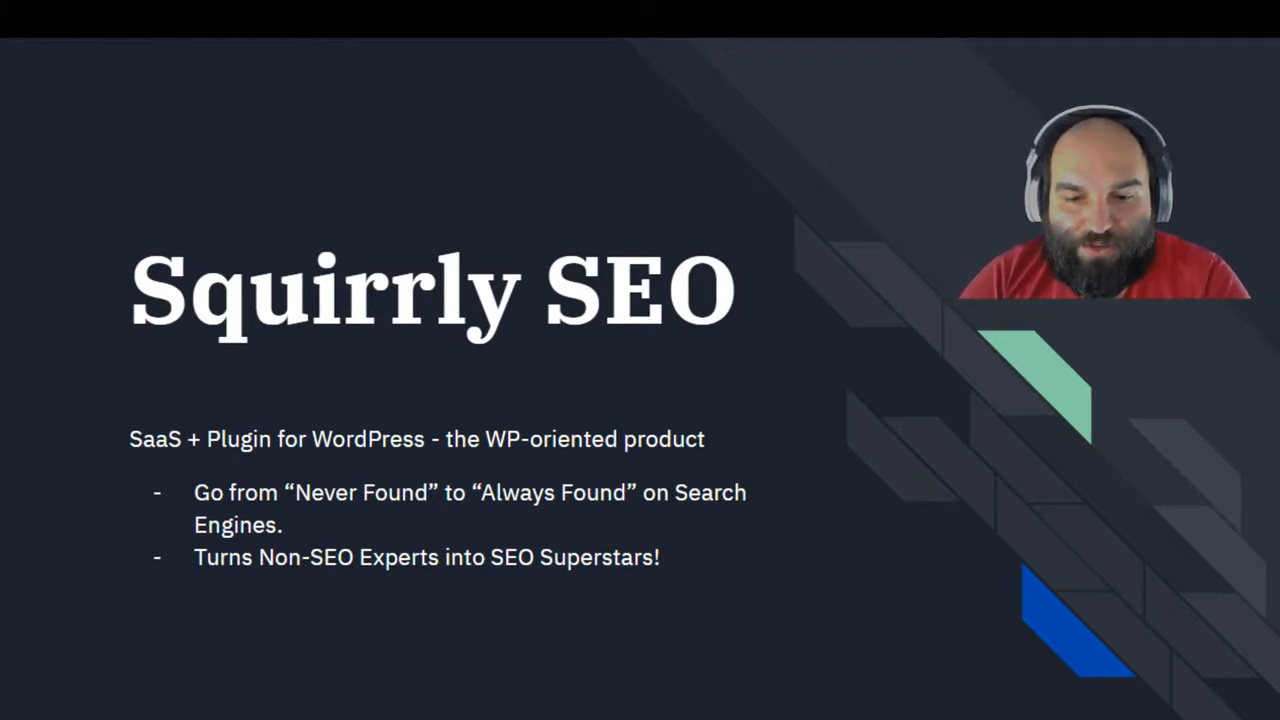 Squirrly SEO
SaaS + Plugin for WordPress - the WP-oriented product
- Go from “Never Found” to “Always Found” on Search
Engines.
- Turns Non-SEO Experts into SEO Superstars!